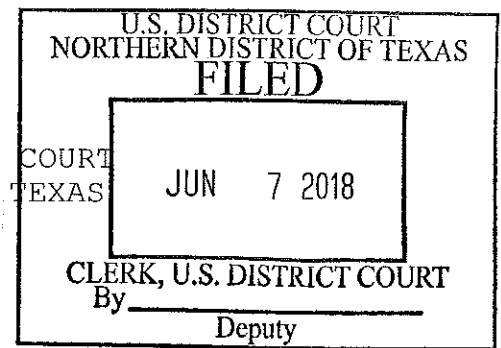 U.S. DISTRICT COURT
NORTHERN DISTRICT OF TEXAS
FILED
COURT
TEXAS
JUN 7 2018
CLERK, U.S. DISTRICT COURT
By
Deputy